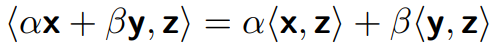 ⟨αx + βy, z⟩ = α⟨x, z⟩ + β⟨y, z⟩